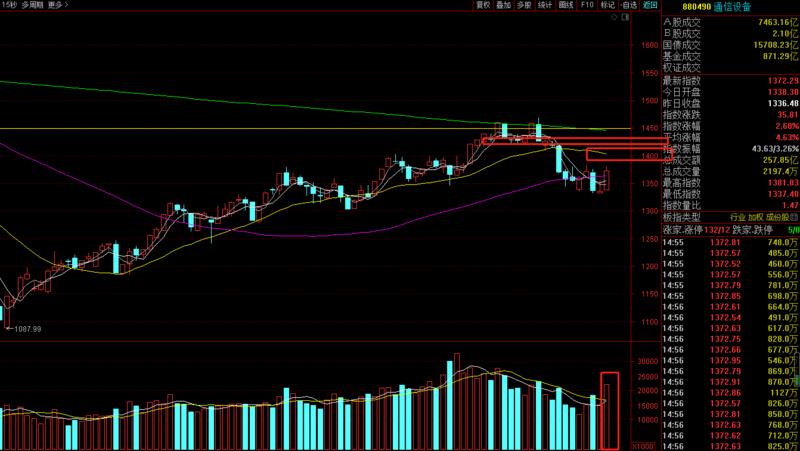 15秒 多周期 更多>
复权 叠加 多股 统计 画线 F10 标记 -自选 返回
880490 通信设备
A股成交 7463.16亿
B股成交 2.10亿
国债成交 15708.23亿
基金成交 871.29亿
权证成交
最新指数 1372.29
今日开盘 1338.30
昨日收盘 1336.48
指数涨跌 35.81
指数涨幅 2.68%
平均涨幅 4.63%
指数振幅 43.63/3.26%
总成交额 257.85亿
总成交量 2197.4万
最高指数 1381.03
最低指数 1337.40
指数量比 1.47
板指类型 行业 加权 成份股
涨家.涨停 132/12 跌家.跌停 5/0
14:55 1372.81 748.0万
14:55 1372.57 485.0万
14:55 1372.52 460.0万
14:55 1372.57 556.0万
14:55 1372.79 781.0万
14:55 1372.85 698.0万
14:56 1372.61 664.0万
14:56 1372.54 491.0万
14:56 1372.63 617.0万
14:56 1372.75 828.0万
14:56 1372.66 677.0万
14:56 1372.95 546.0万
14:56 1372.79 869.0万
14:56 1372.91 870.0万
14:56 1372.86 1127万
14:56 1372.57 826.0万
14:56 1372.81 850.0万
14:56 1372.63 768.0万
14:56 1372.62 712.0万
14:56 1372.63 825.0万
1600
1550
1500
1450
1400
1350
1300
1250
1200
1150
1100
←1087.99
30000
25000
20000
15000
10000
5000
X1000